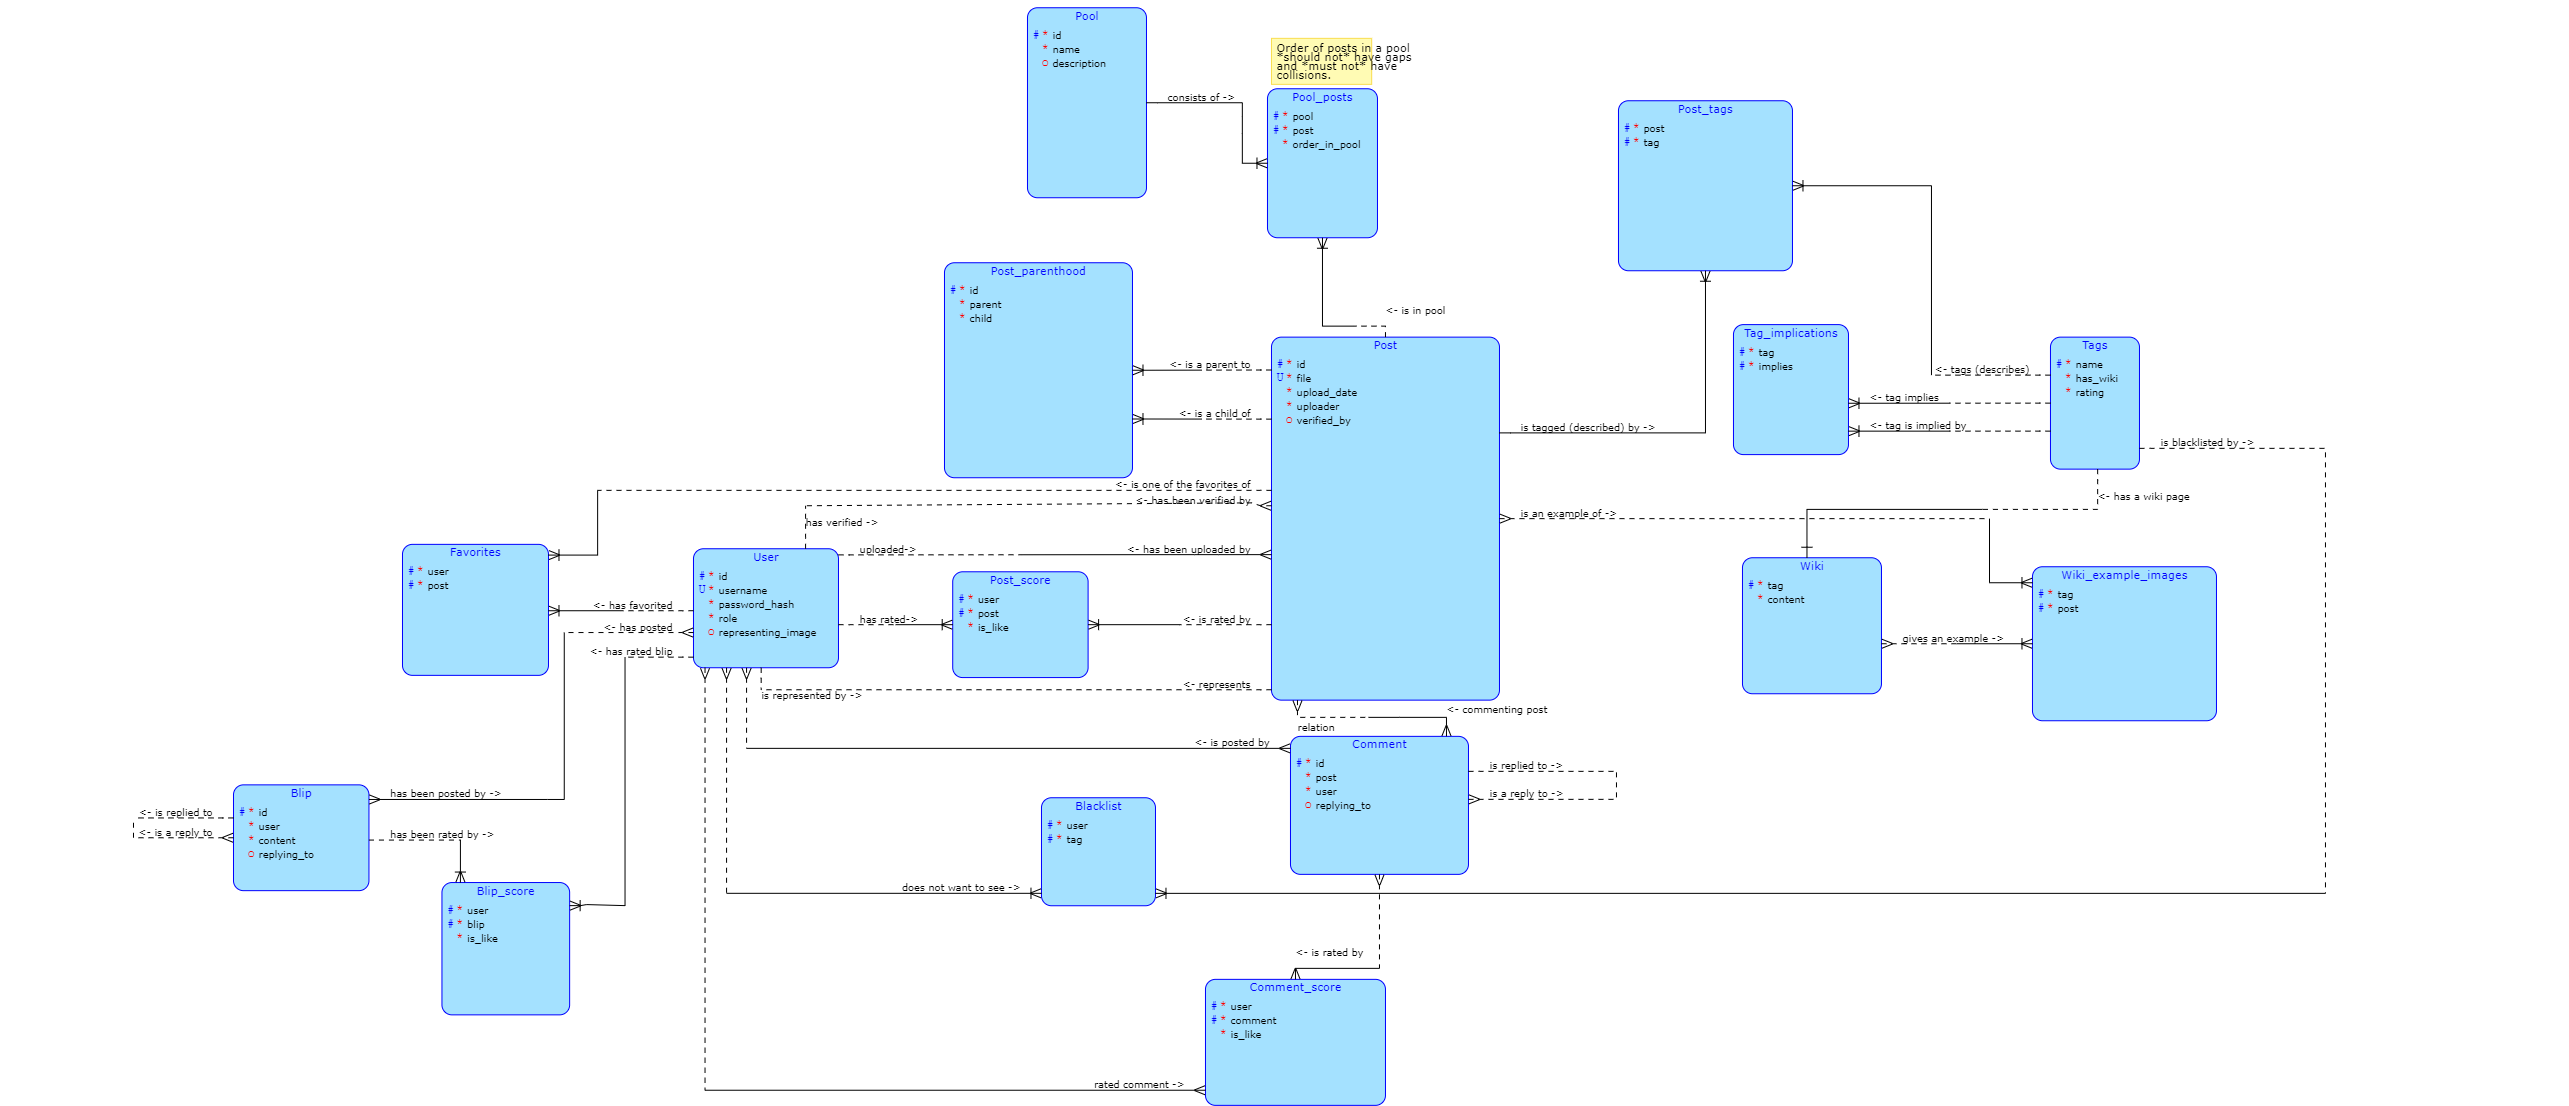 Pool
# * id
* name
o description
consists of ->
Order of posts in a pool
*should not* have gaps
and *must not* have
collisions.
Pool_posts
# * pool
# * post
* order_in_pool
<- is in pool
Post_tags
# * post
# * tag
Post_parenthood
# * id
* parent
* child
<- is a parent to
<- is a child of
Post
# * id
U * file
* upload_date
* uploader
o verified_by
is tagged (described) by ->
Tag_implications
# * tag
# * implies
Tags
# * name
* has_wiki
* rating
<- tags (describes)
<- tag implies
<- tag is implied by
is blacklisted by ->
<- has a wiki page
<- is one of the favorites of
<- has been verified by
has verified ->
is an example of ->
Favorites
# * user
# * post
<- has favorited
<- has posted
<- has rated blip
User
# * id
U * username
* password_hash
* role
o representing_image
uploaded->
<- has been uploaded by
has rated->
Post_score
# * user
# * post
* is_like
<- is rated by
is represented by ->
<- represents
Wiki
# * tag
* content
gives an example ->
Wiki_example_images
# * tag
# * post
relation
<- commenting post
<- is posted by
Comment
# * id
* post
* user
o replying_to
is replied to ->
is a reply to ->
Blip
# * id
* user
* content
o replying_to
<- is replied to
<- is a reply to
has been posted by ->
has been rated by ->
Blip_score
# * user
# * blip
* is_like
Blacklist
# * user
# * tag
does not want to see ->
<- is rated by
Comment_score
# * user
# * comment
* is_like
rated comment ->